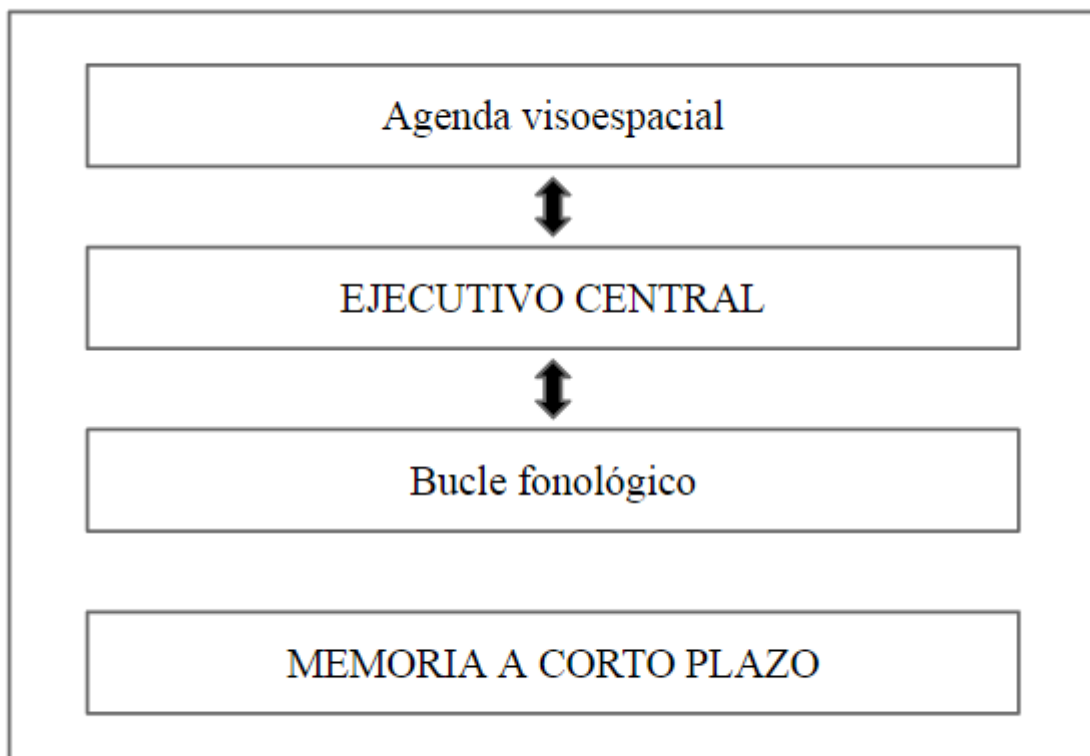 Agenda visoespacial
EJECUTIVO CENTRAL
Bucle fonológico
MEMORIA A CORTO PLAZO